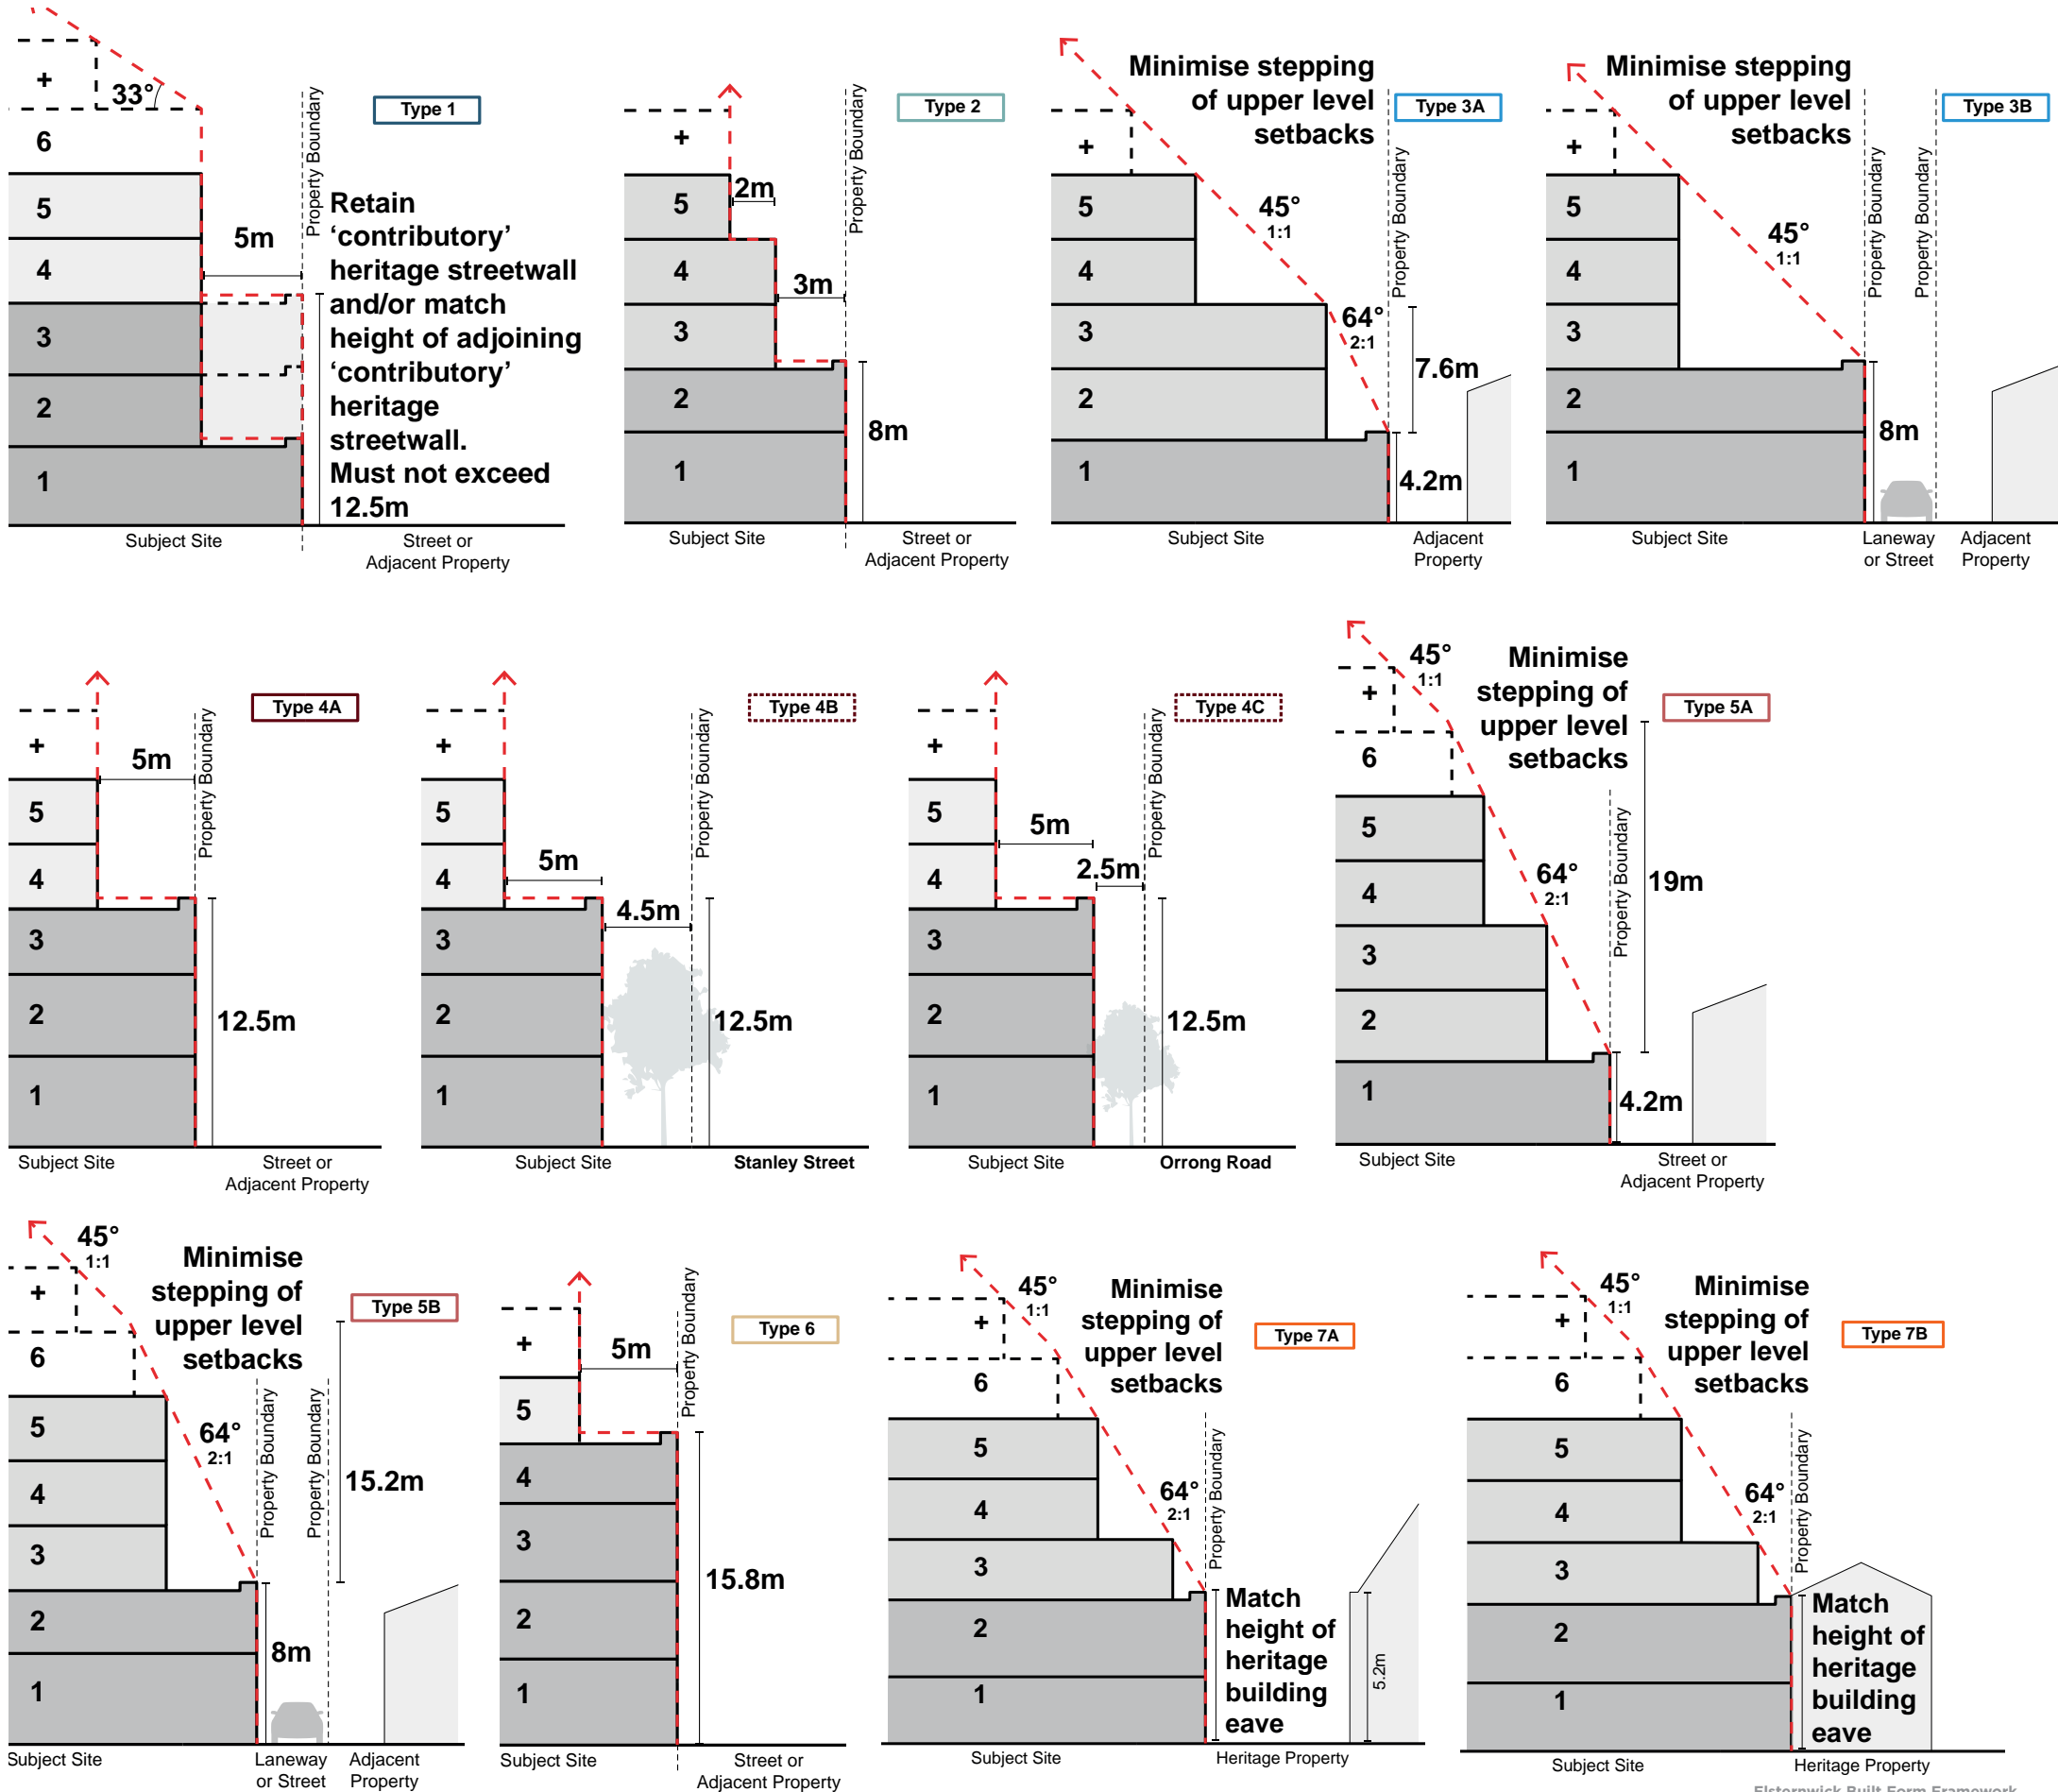 Type 1
+
33°
6
5
4
3
2
1
5m
Property Boundary
Retain
‘contributory’
heritage streetwall
and/or match
height of adjoining
‘contributory’
heritage
streetwall.
Must not exceed
12.5m
Subject Site
Street or
Adjacent Property
Type 2
+
5
4
3
2
1
2m
3m
8m
Property Boundary
Subject Site
Street or
Adjacent Property
Minimise stepping
of upper level
setbacks
Type 3A
+
5
4
3
2
1
45°
1:1
64°
2:1
Property Boundary
7.6m
4.2m
Subject Site
Adjacent
Property
Minimise stepping
of upper level
setbacks
Type 3B
+
5
4
3
2
1
45°
1:1
Property Boundary
Property Boundary
8m
Subject Site
Laneway
or Street
Adjacent
Property
Type 4A
+
5
4
3
2
1
5m
Property Boundary
12.5m
Subject Site
Street or
Adjacent Property
Type 4B
+
5
4
3
2
1
5m
4.5m
Property Boundary
12.5m
Subject Site
Stanley Street
Type 4C
+
5
4
3
2
1
5m
2.5m
Property Boundary
12.5m
Subject Site
Orrong Road
45°
1:1
Minimise
stepping of
upper level
setbacks
Type 5A
+
6
5
4
3
2
1
64°
2:1
Property Boundary
19m
4.2m
Subject Site
Street or
Adjacent Property
45°
1:1
Minimise
stepping of
upper level
setbacks
Type 5B
+
6
5
4
3
2
1
64°
2:1
Property Boundary
Property Boundary
15.2m
8m
Subject Site
Laneway
or Street
Adjacent
Property
Type 6
+
5
4
3
2
1
5m
Property Boundary
15.8m
Subject Site
Street or
Adjacent Property
45°
1:1
Minimise
stepping of
upper level
setbacks
Type 7A
+
6
5
4
3
2
1
64°
2:1
Property Boundary
Match
height of
heritage
building
eave
5.2m
Subject Site
Heritage Property
45°
1:1
Minimise
stepping of
upper level
setbacks
Type 7B
+
6
5
4
3
2
1
64°
2:1
Property Boundary
Match
height of
heritage
building
eave
Subject Site
Heritage Property
Elsternwick Built Form Framework